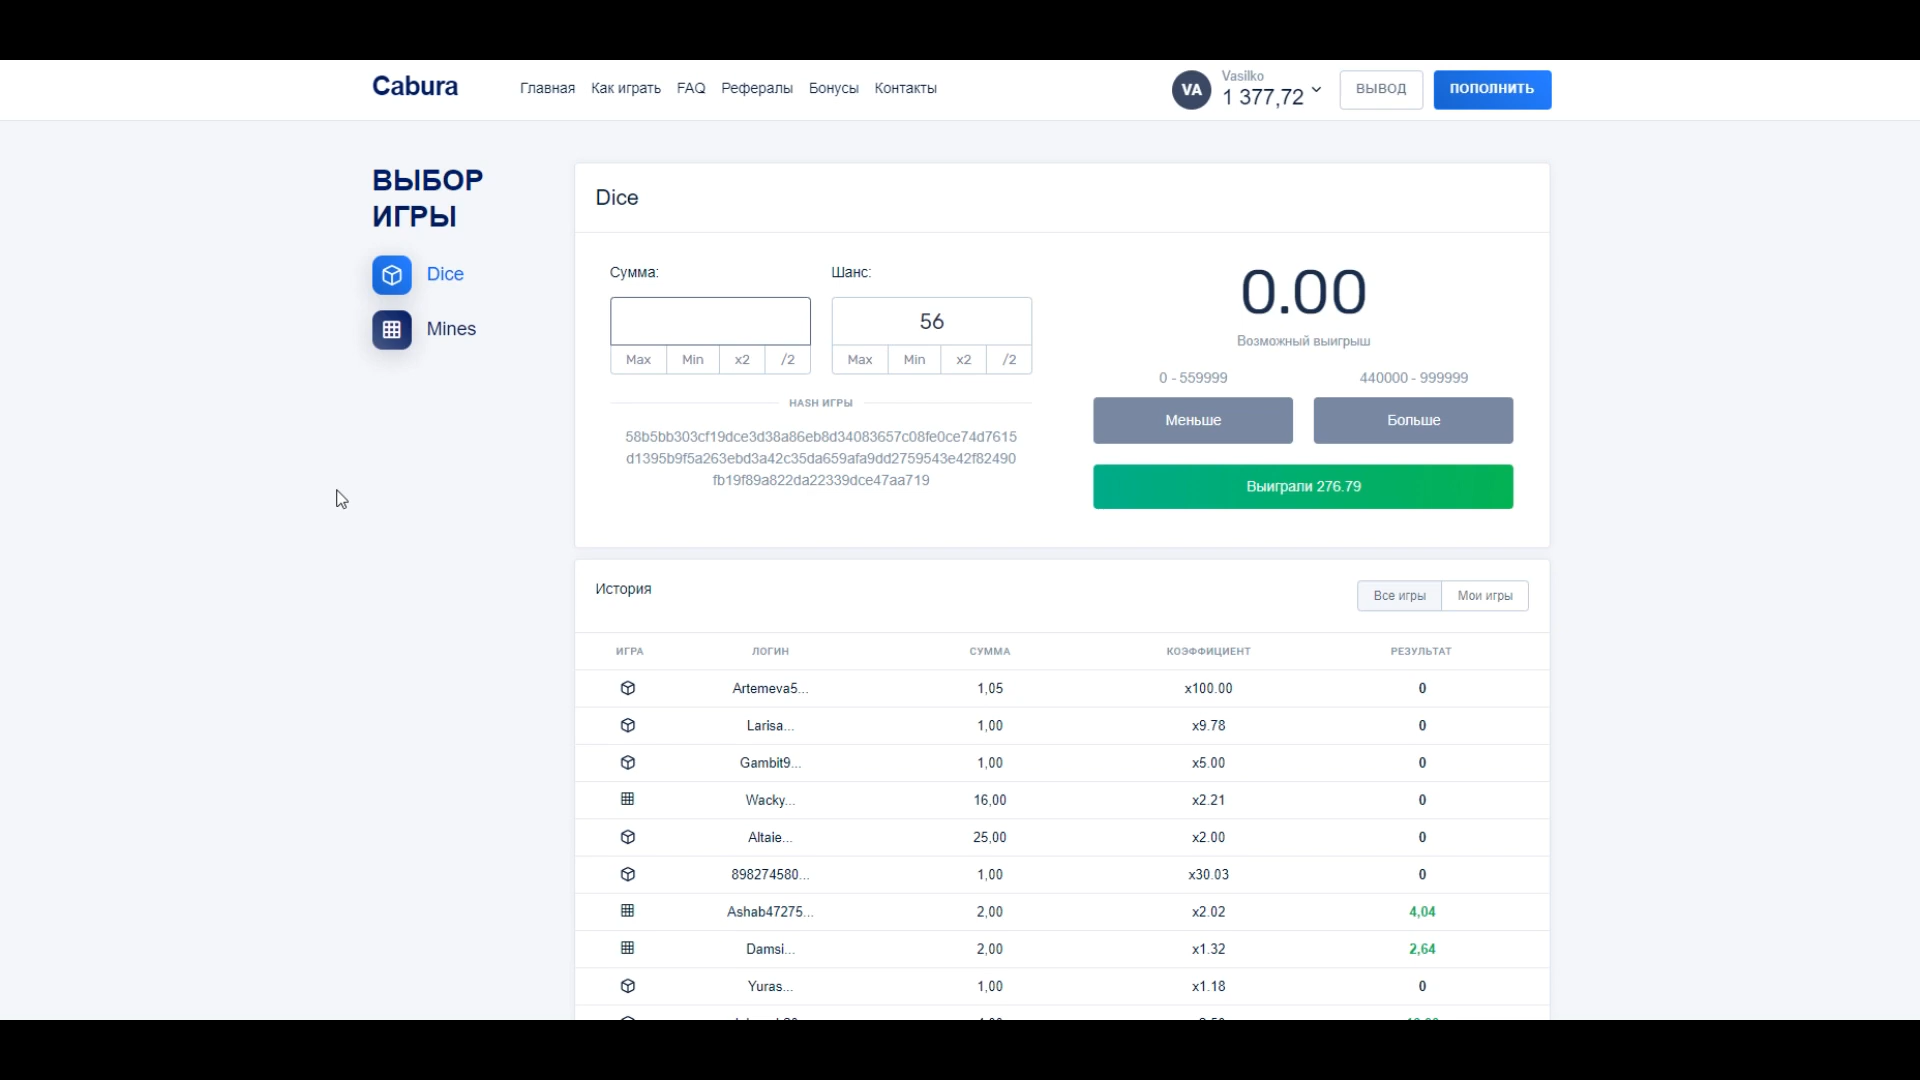 Cabura
Главная Как играть FAQ Рефералы Бонусы Контакты
VA
Vasilko
1 377,72
ВЫВОД
ПОПОЛНИТЬ
ВЫБОР
ИГРЫ
Dice
Mines
Dice
Сумма:
Шанс:
56
Max Min x2 /2
Max Min x2 /2
HASH ИГРЫ
58b5bb303cf19dce3d38a86eb8d34083657c08fe0ce74d7615
d1395b9f5a263ebd3a42c35da659afa9dd2759543e42f82490
fb19f89a822da22339dce47aa719
0.00
Возможный выигрыш
0 - 559999 440000 - 999999
Меньше Больше
Выиграли 276.79
История
Все игры Мои игры
ИГРА ЛОГИН СУММА КОЭФФИЦИЕНТ РЕЗУЛЬТАТ
Artemeva5... 1,05 x100.00 0
Larisa... 1,00 x9.78 0
Gambit9... 1,00 x5.00 0
Wacky... 16,00 x2.21 0
Altaie... 25,00 x2.00 0
898274580... 1,00 x30.03 0
Ashab47275... 2,00 x2.02 4,04
Damsi... 2,00 x1.32 2,64
Yuras... 1,00 x1.18 0